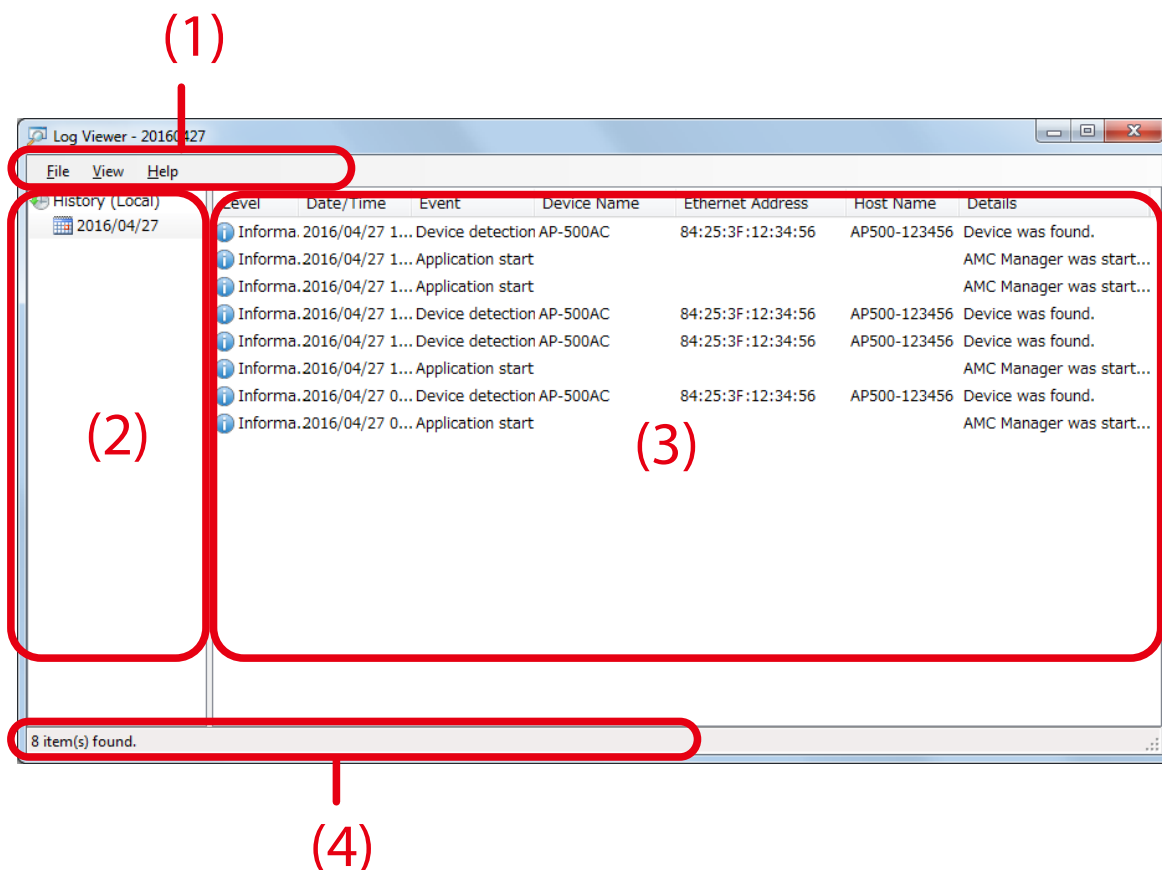 (1)
Log Viewer - 20160427
File View Help
History (Local)
2016/04/27
Level Date/Time Event Device Name Ethernet Address Host Name Details
Informa. 2016/04/27 1... Device detection AP-500AC 84:25:3F:12:34:56 AP500-123456 Device was found.
Informa. 2016/04/27 1... Application start AMC Manager was start...
Informa. 2016/04/27 1... Application start AMC Manager was start...
Informa. 2016/04/27 1... Device detection AP-500AC 84:25:3F:12:34:56 AP500-123456 Device was found.
Informa. 2016/04/27 1... Device detection AP-500AC 84:25:3F:12:34:56 AP500-123456 Device was found.
Informa. 2016/04/27 1... Application start AMC Manager was start...
Informa. 2016/04/27 0... Device detection AP-500AC 84:25:3F:12:34:56 AP500-123456 Device was found.
Informa. 2016/04/27 0... Application start AMC Manager was start...
(2)
(3)
8 item(s) found.
(4)